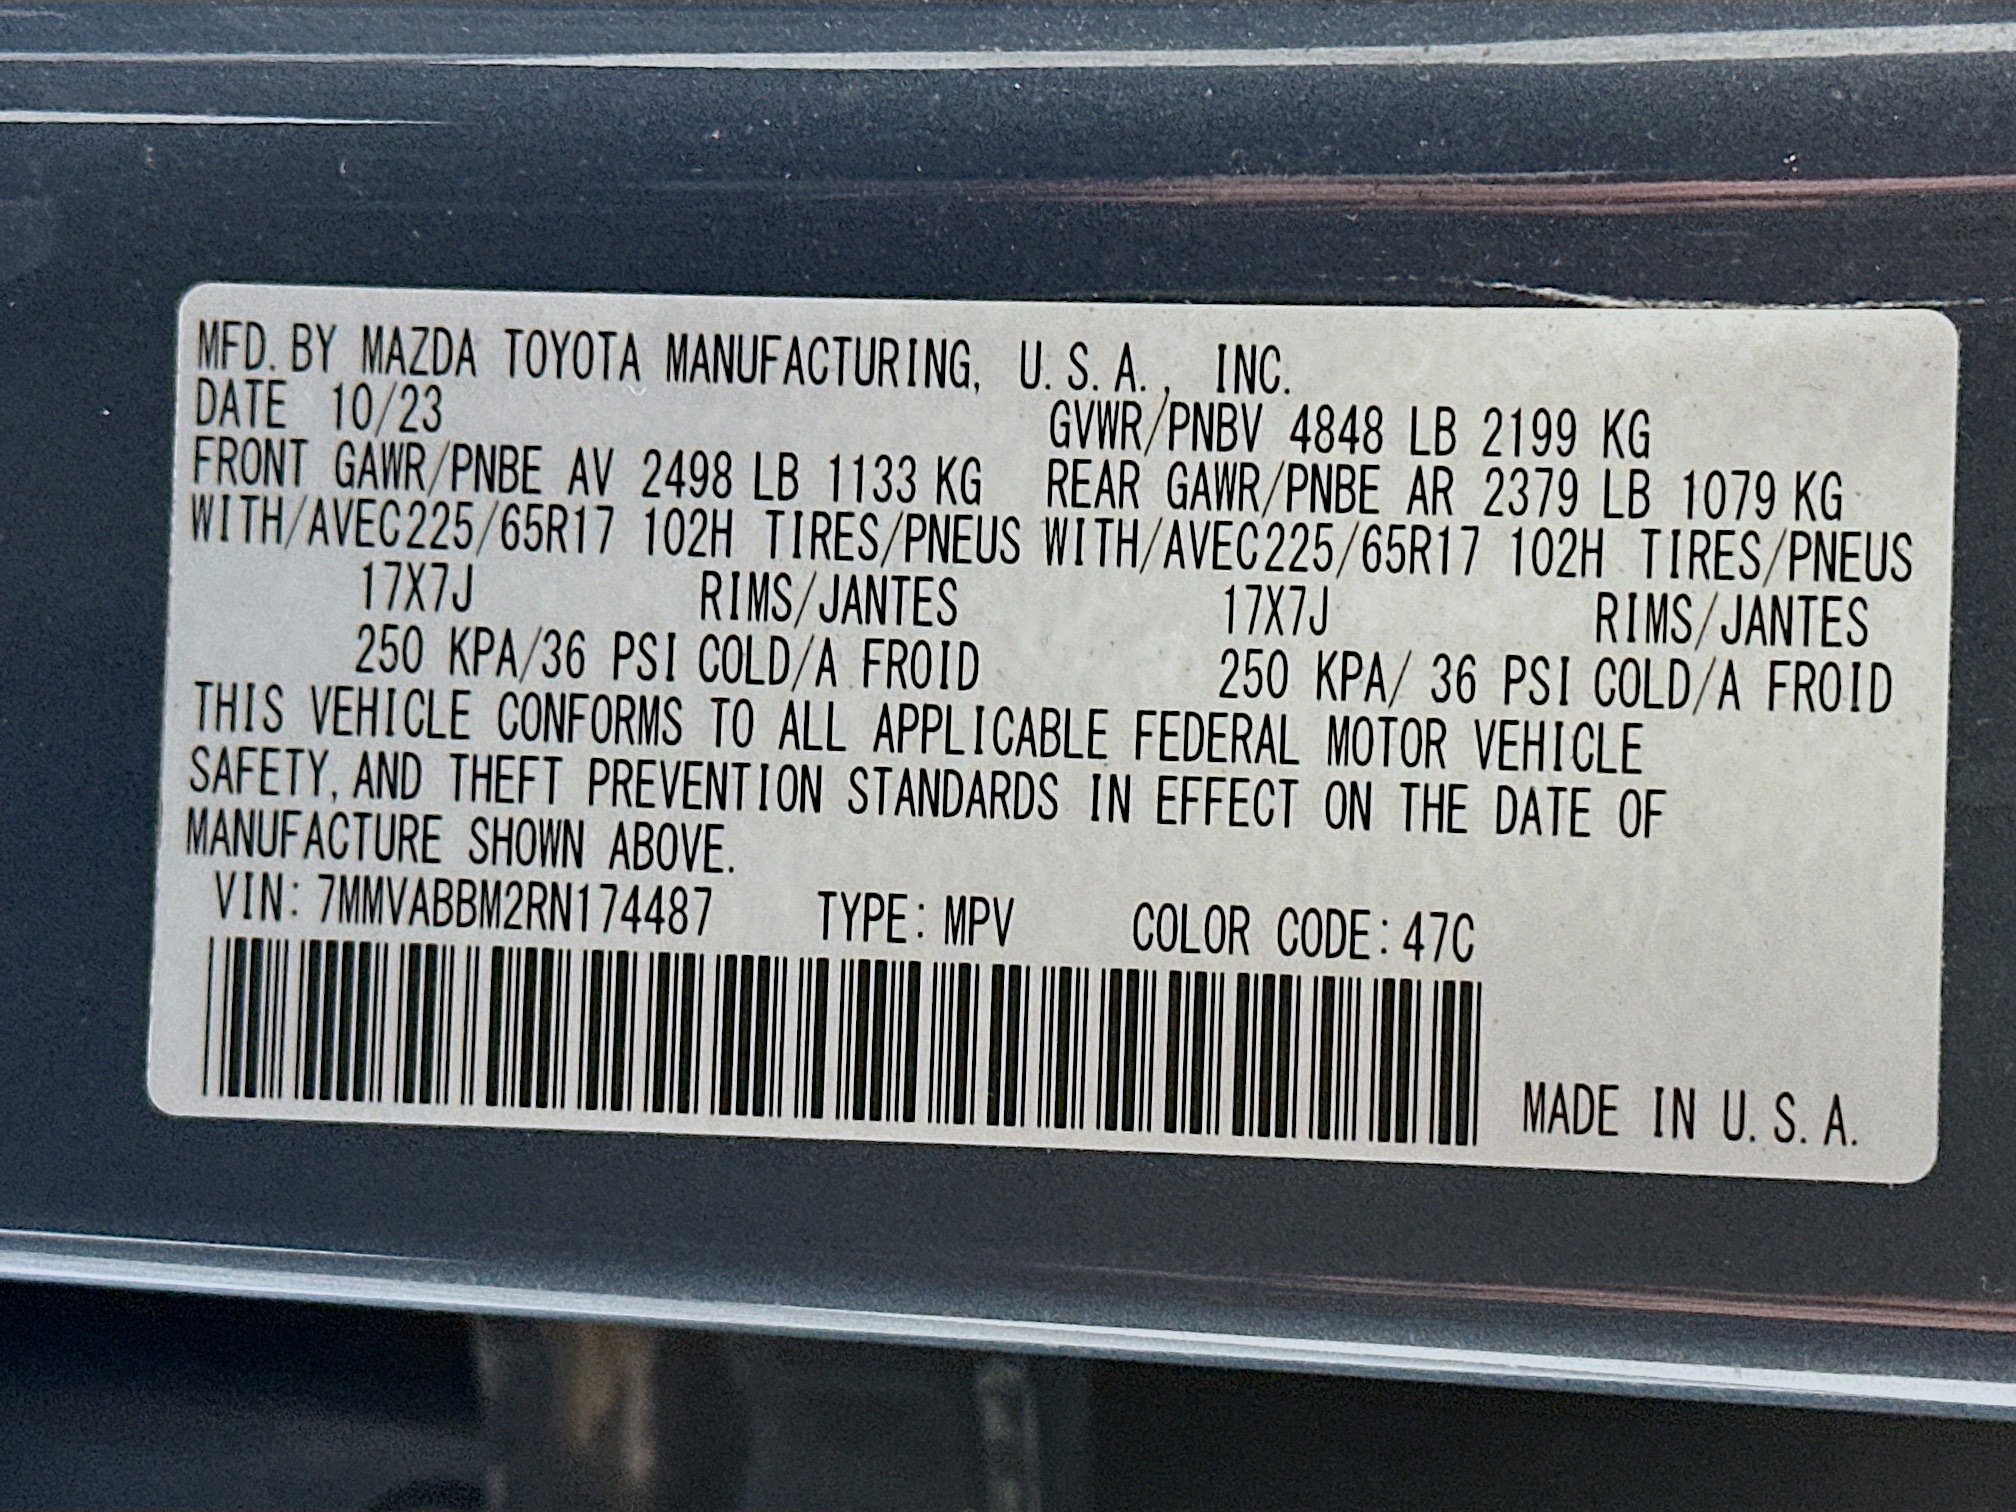 MFD. BY MAZDA TOYOTA MANUFACTURING, U.S.A., INC.
DATE 10/23 GVWR/PNBV 4848 LB 2199 KG
FRONT GAWR/PNBE AV 2498 LB 1133 KG REAR GAWR/PNBE AR 2379 LB 1079 KG
WITH/AVEC225/65R17 102H TIRES/PNEUS WITH/AVEC225/65R17 102H TIRES/PNEUS
17X7J RIMS/JANTES 17X7J RIMS/JANTES
250 KPA/36 PSI COLD/A FROID 250 KPA/ 36 PSI COLD/A FROID
THIS VEHICLE CONFORMS TO ALL APPLICABLE FEDERAL MOTOR VEHICLE
SAFETY, AND THEFT PREVENTION STANDARDS IN EFFECT ON THE DATE OF
MANUFACTURE SHOWN ABOVE.
VIN: 7MMVABBM2RN174487 TYPE: MPV COLOR CODE: 47C
MADE IN U.S.A.